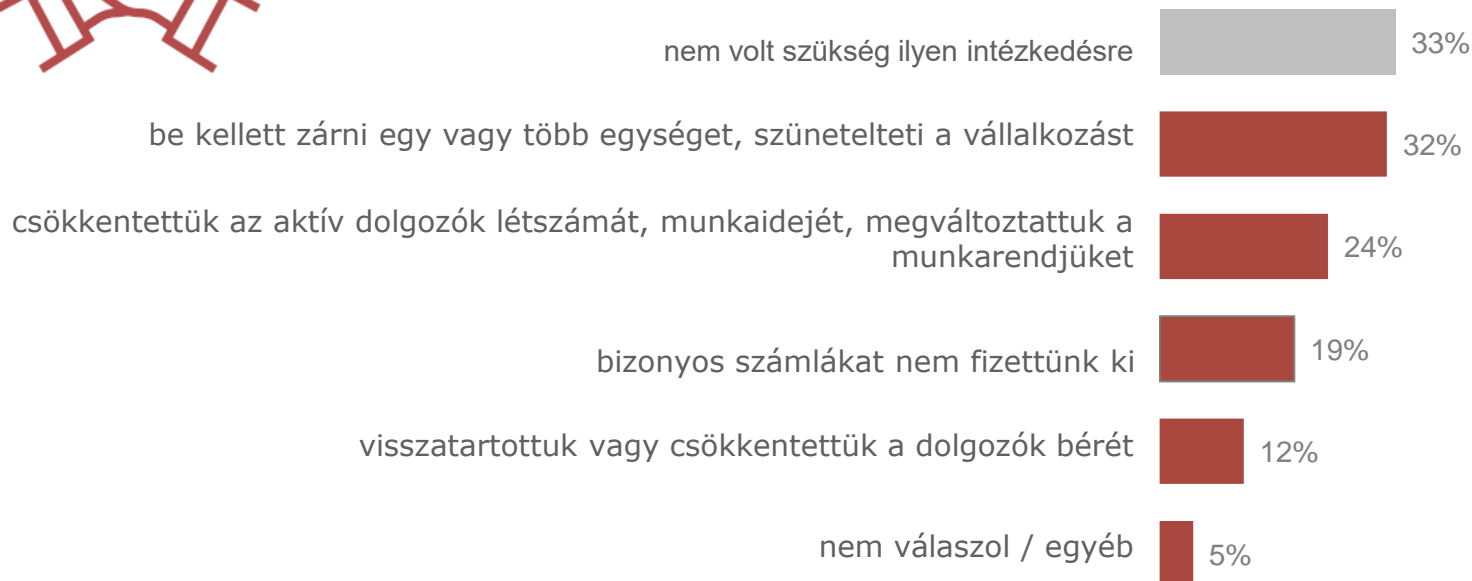 nem volt szükség ilyen intézkedésre 33%
be kellett zárni egy vagy több egységet, szünetelteti a vállalkozást 32%
csökkentettük az aktív dolgozók létszámát, munkaidejét, megváltoztattuk a
munkarendjüket 24%
bizonyos számlákat nem fizettünk ki 19%
visszatartottuk vagy csökkentettük a dolgozók bérét 12%
nem válaszol / egyéb 5%